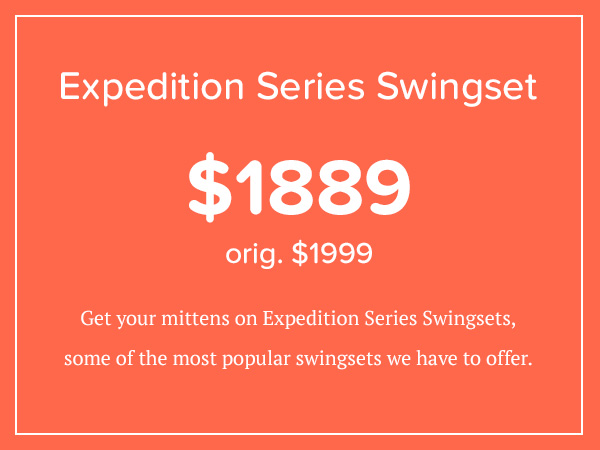 Expedition Series Swingset
$1889
orig. $1999
Get your mittens on Expedition Series Swingsets,
some of the most popular swingsets we have to offer.